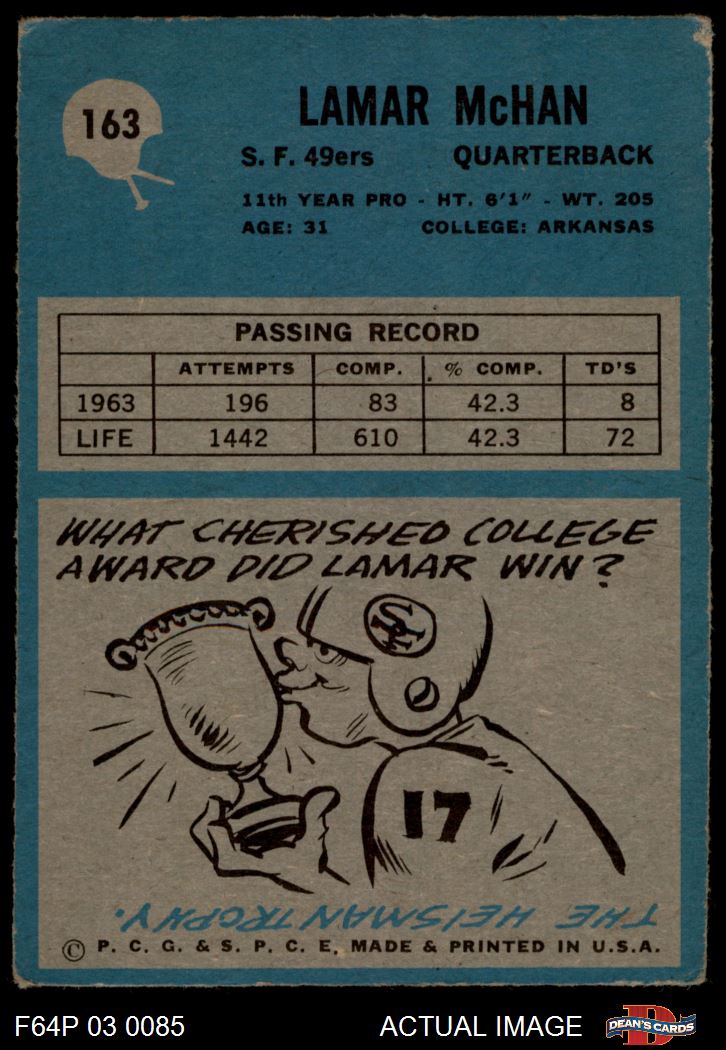 163
LAMAR McHAN
S. F. 49ers QUARTERBACK
11th YEAR PRO - HT. 6'1" - WT. 205
AGE: 31 COLLEGE: ARKANSAS
PASSING RECORD
ATTEMPTS COMP. % COMP. TD'S
1963 196 83 42.3 8
LIFE 1442 610 42.3 72
WHAT CHERISHED COLLEGE
AWARD DID LAMAR WIN?
SF
17
THE HEISMAN TROPHY.
© P. C. G. & S. P. C. E. MADE & PRINTED IN U.S.A.
F64P 03 0085 ACTUAL IMAGE D DEAN'S CARDS